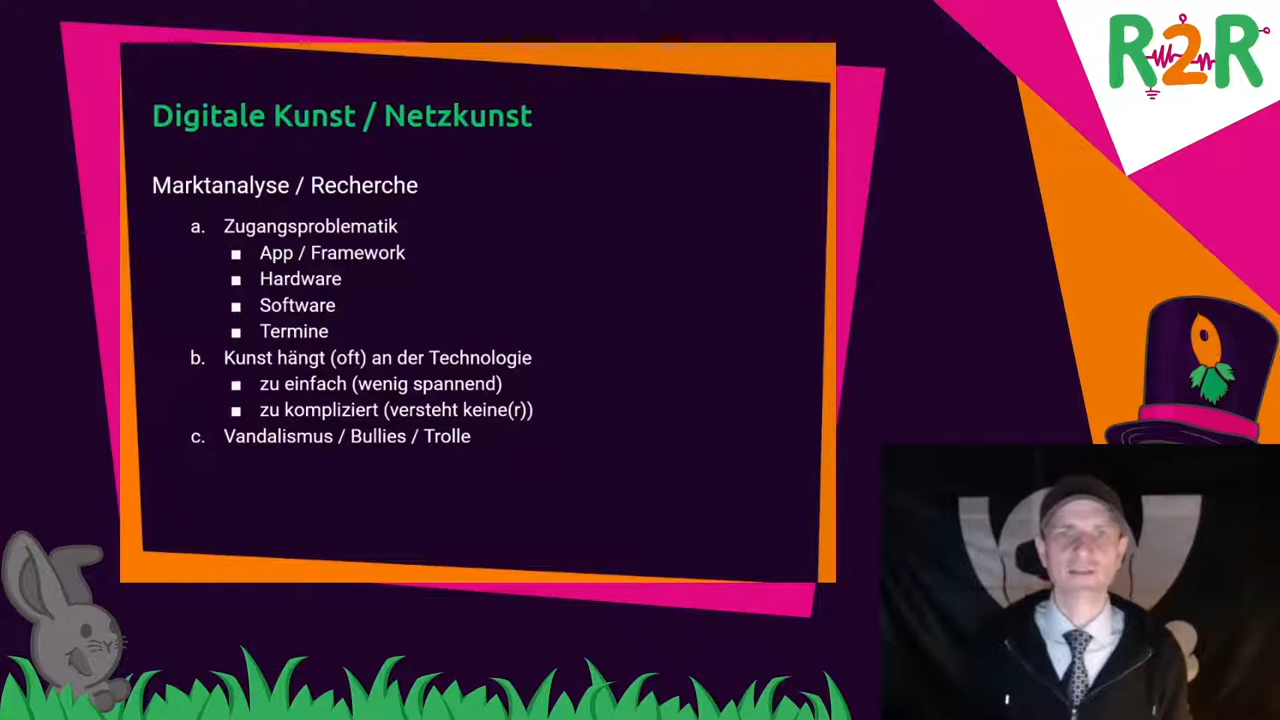 R2R
Digitale Kunst / Netzkunst
Marktanalyse / Recherche
a. Zugangsproblematik
■ App / Framework
■ Hardware
■ Software
■ Termine
b. Kunst hängt (oft) an der Technologie
■ zu einfach (wenig spannend)
■ zu kompliziert (versteht keine(r))
c. Vandalismus / Bullies / Trolle